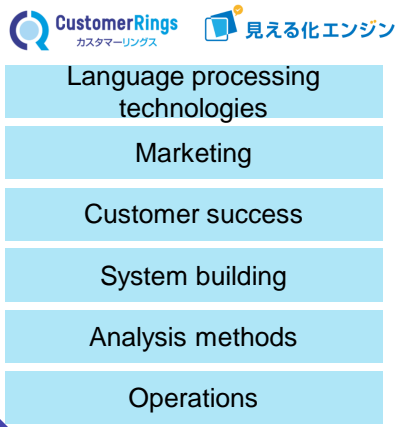 CustomerRings
カスタマーリングス
見える化エンジン
Language processing
technologies
Marketing
Customer success
System building
Analysis methods
Operations